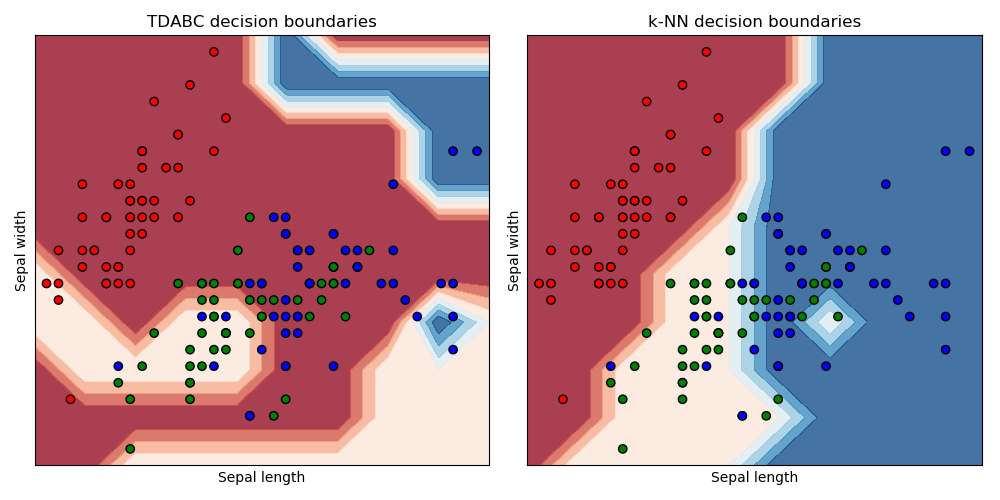 TDABC decision boundaries
k-NN decision boundaries
Sepal width
Sepal width
Sepal length
Sepal length